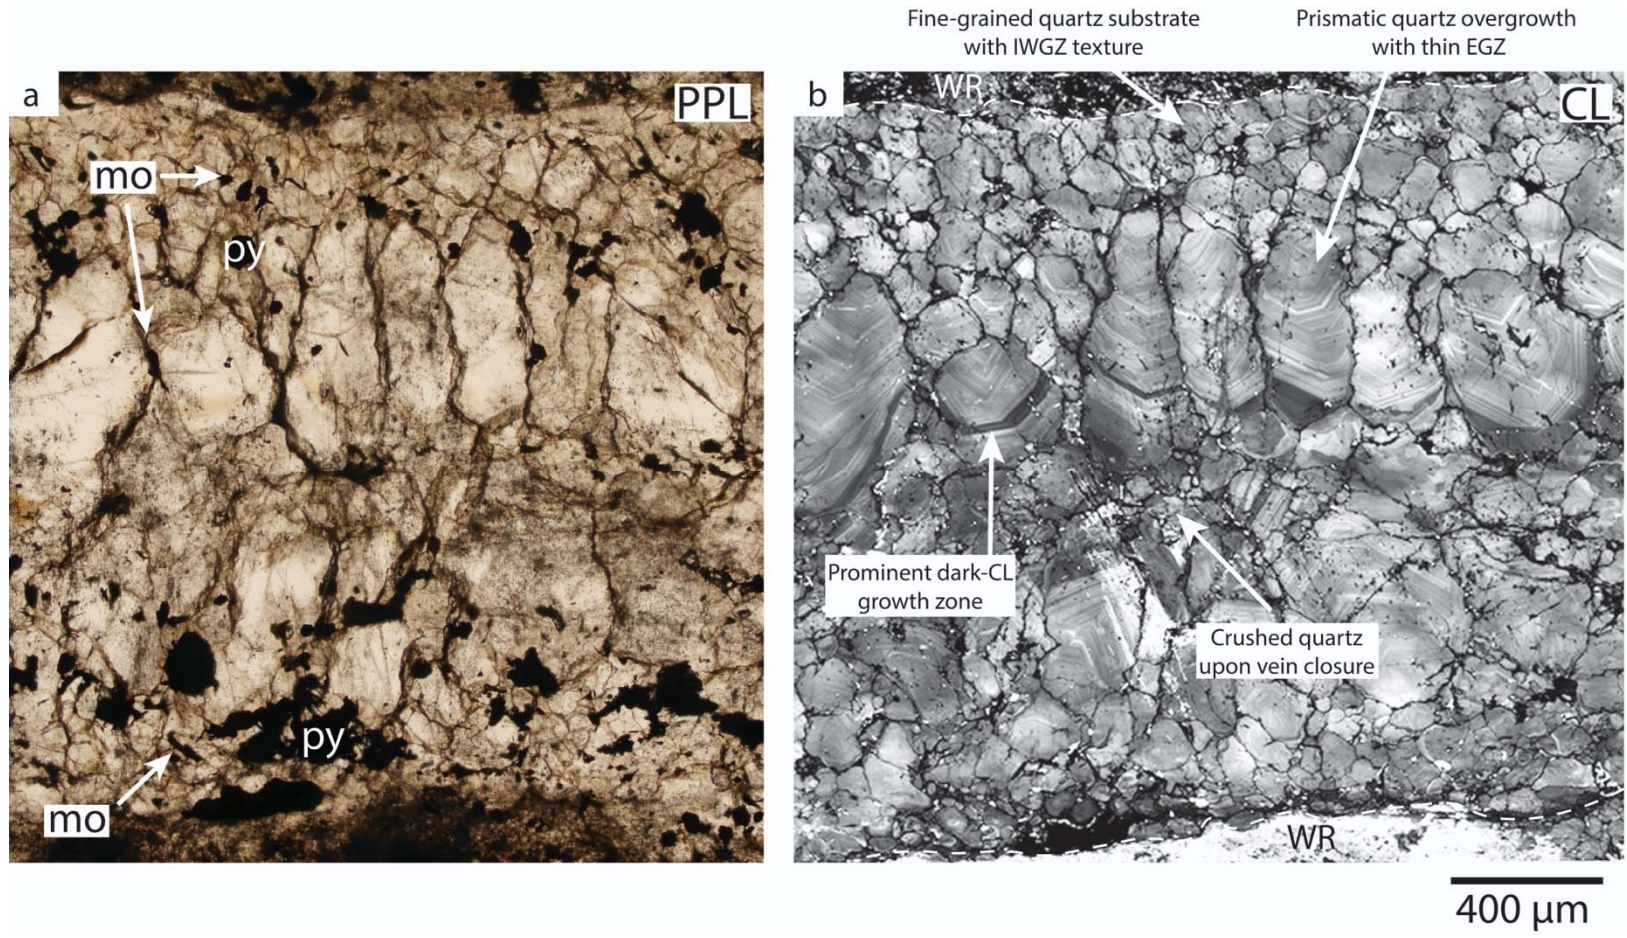 Fine-grained quartz substrate
with IWGZ texture
Prismatic quartz overgrowth
with thin EGZ
a
PPL
b
WR
CL
mo
py
Prominent dark-CL
growth zone
Crushed quartz
upon vein closure
py
mo
WR
400 µm